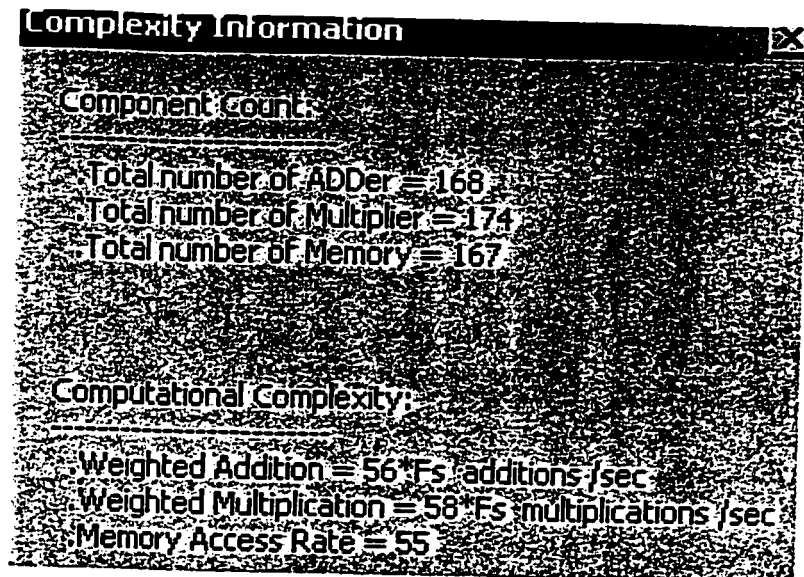 Complexity Information
Component Count:
.Total number of ADDer = 168
.Total number of Multiplier = 174
.Total number of Memory = 167
Computational Complexity:
.Weighted Addition = 56*Fs additions /sec
.Weighted Multiplication = 58*Fs multiplications /sec
.Memory Access Rate = 55